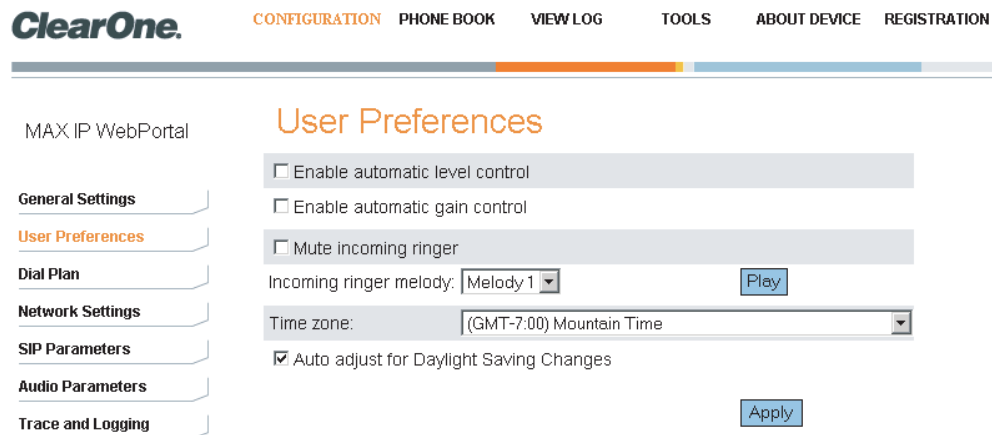 ClearOne.
CONFIGURATION PHONE BOOK VIEW LOG TOOLS ABOUT DEVICE REGISTRATION
MAX IP WebPortal
General Settings
User Preferences
Dial Plan
Network Settings
SIP Parameters
Audio Parameters
Trace and Logging
User Preferences
Enable automatic level control
Enable automatic gain control
Mute incoming ringer
Incoming ringer melody: Melody 1 Play
Time zone: (GMT-7:00) Mountain Time
Auto adjust for Daylight Saving Changes
Apply